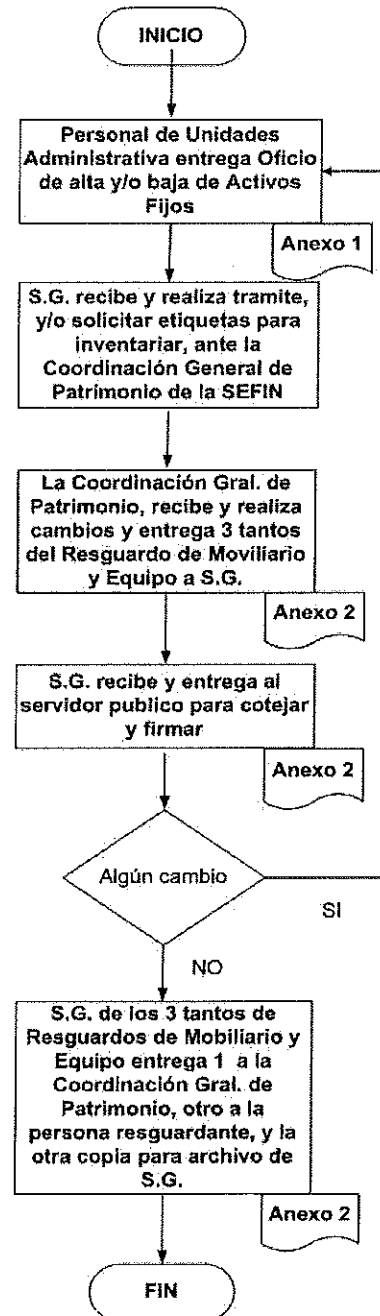 INICIO
Personal de Unidades
Administrativa entrega Oficio
de alta y/o baja de Activos
Fijos
Anexo 1
S.G. recibe y realiza tramite,
y/o solicitar etiquetas para
inventariar, ante la
Coordinación General de
Patrimonio de la SEFIN
La Coordinación Gral. de
Patrimonio, recibe y realiza
cambios y entrega 3 tantos
del Resguardo de Moviliario
y Equipo a S.G.
Anexo 2
S.G. recibe y entrega al
servidor publico para cotejar
y firmar
Anexo 2
Algún cambio
SI
NO
S.G. de los 3 tantos de
Resguardos de Mobiliario y
Equipo entrega 1 a la
Coordinación Gral. de
Patrimonio, otro a la
persona resguardante, y la
otra copia para archivo de
S.G.
Anexo 2
FIN